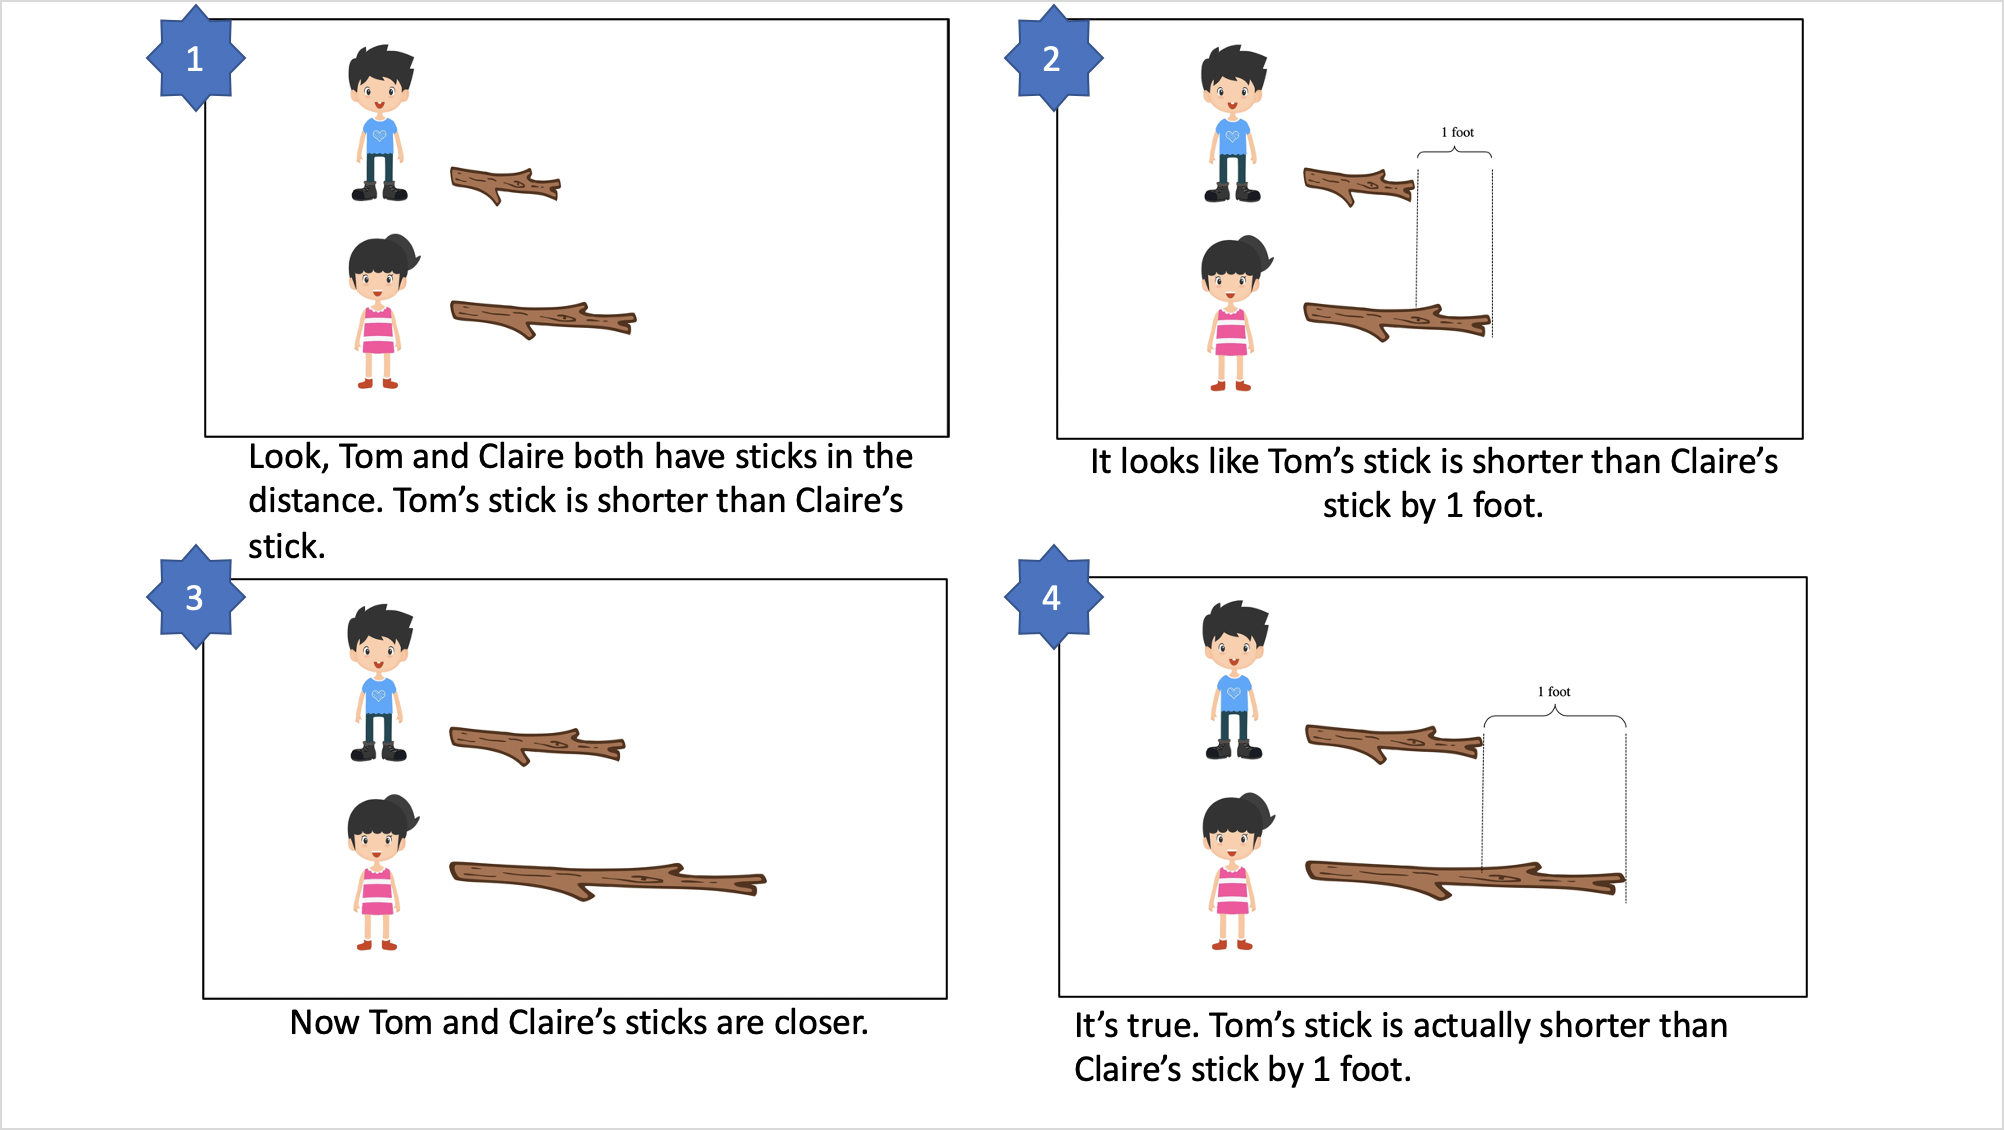 1
Look, Tom and Claire both have sticks in the
distance. Tom’s stick is shorter than Claire’s
stick.
2
1 foot
It looks like Tom’s stick is shorter than Claire’s
stick by 1 foot.
3
Now Tom and Claire’s sticks are closer.
4
1 foot
It’s true. Tom’s stick is actually shorter than
Claire’s stick by 1 foot.